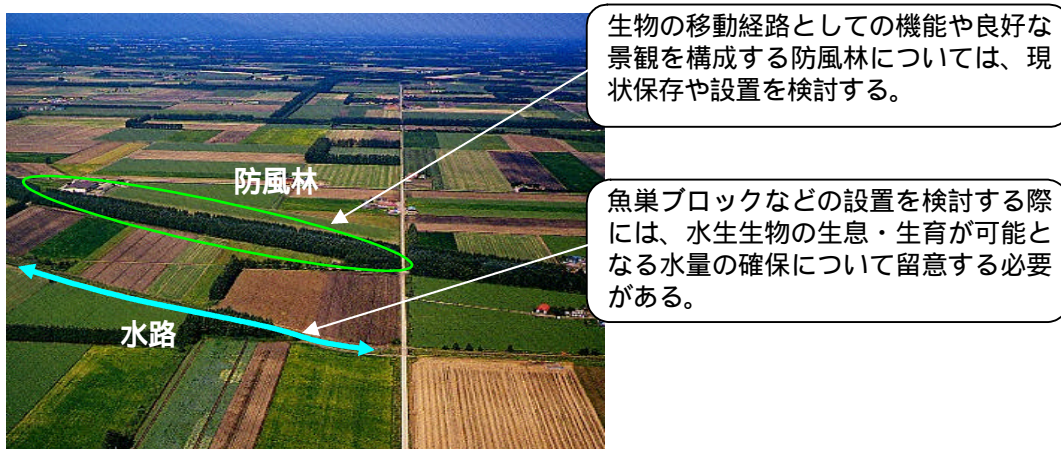 生物の移動経路としての機能や良好な
景観を構成する防風林については、現
状保存や設置を検討する。
防風林
魚巣ブロックなどの設置を検討する際
には、水生生物の生息・生育が可能と
なる水量の確保について留意する必要
がある。
水路